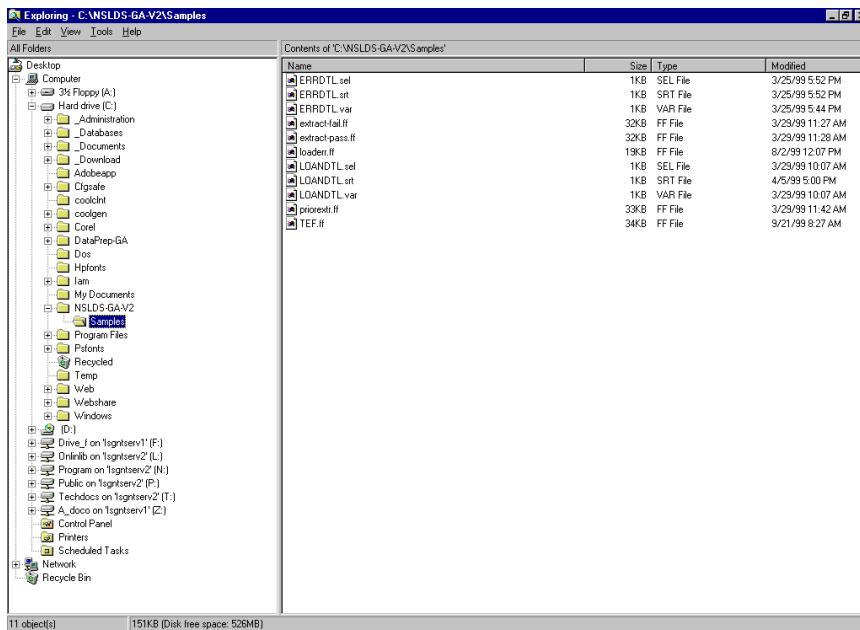 Exploring - C:\NSLDS-GA-V2\Samples
File Edit View Tools Help
All Folders
Contents of 'C:\NSLDS-GA-V2\Samples'
Desktop
Computer
3½ Floppy (A:)
Hard drive (C:)
_Administration
_Databases
_Documents
_Download
Adobeapp
Cfgsafe
coolclnt
coolgen
Corel
DataPrep-GA
Dos
Hpfonts
Iam
My Documents
NSLDS-GA-V2
Samples
Program Files
Psfonts
Recycled
Temp
Web
Webshare
Windows
(D:)
Drive_f on 'lsgntserv1' (F:)
Onlinlib on 'lsgntserv2' (L:)
Program on 'lsgntserv2' (N:)
Public on 'lsgntserv2' (P:)
Techdocs on 'lsgntserv2' (T:)
A_doco on 'lsgntserv1' (Z:)
Control Panel
Printers
Scheduled Tasks
Network
Recycle Bin
Name Size Type Modified
ERRDTL.sel 1KB SEL File 3/25/99 5:52 PM
ERRDTL.srt 1KB SRT File 3/25/99 5:52 PM
ERRDTL.var 1KB VAR File 3/25/99 5:44 PM
extract-fail.ff 32KB FF File 3/29/99 11:27 AM
extract-pass.ff 32KB FF File 3/29/99 11:28 AM
loaderr.ff 19KB FF File 8/2/99 12:07 PM
LOANDTL.sel 1KB SEL File 3/29/99 10:07 AM
LOANDTL.srt 1KB SRT File 4/5/99 5:00 PM
LOANDTL.var 1KB VAR File 3/29/99 10:07 AM
priorextr.ff 33KB FF File 3/29/99 11:42 AM
TEF.ff 34KB FF File 9/21/99 8:27 AM
11 object(s)
151KB (Disk free space: 526MB)